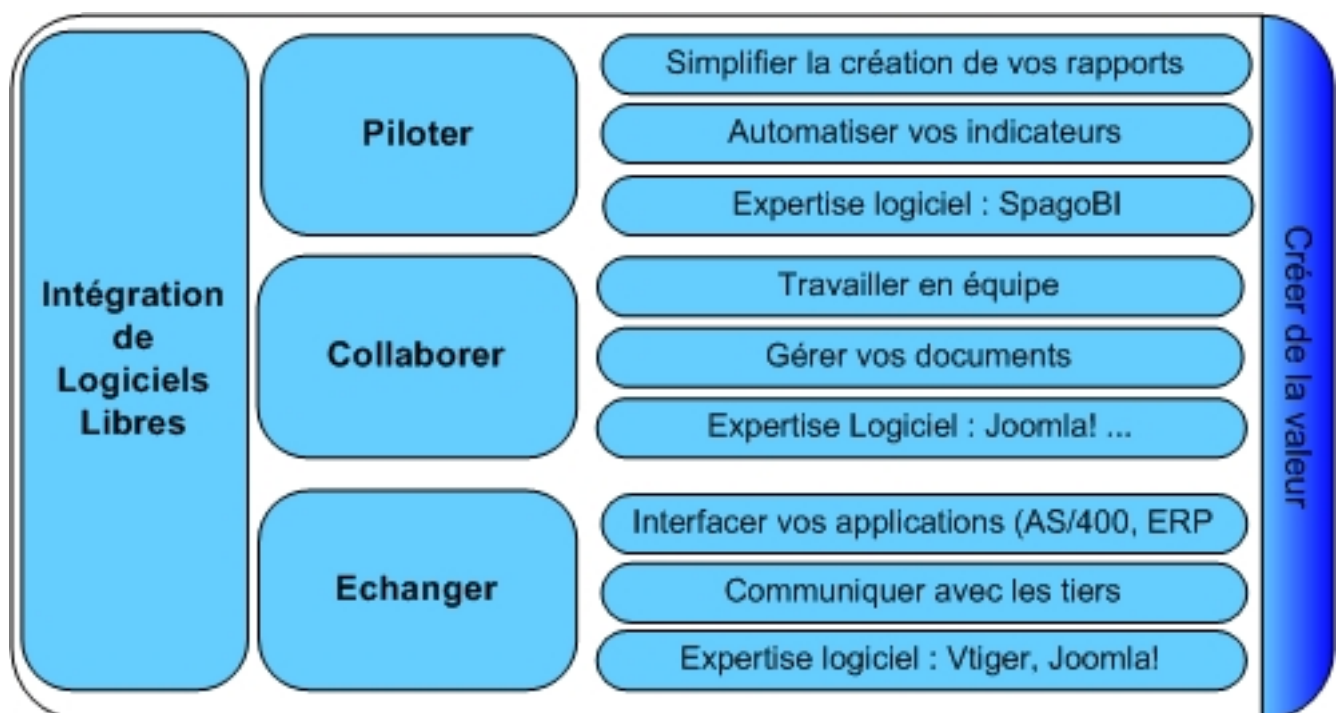 Intégration
de
Logiciels
Libres
Piloter
Simplifier la création de vos rapports
Automatiser vos indicateurs
Expertise logiciel : SpagoBI
Collaborer
Travailler en équipe
Gérer vos documents
Expertise Logiciel : Joomla! ...
Echanger
Interfacer vos applications (AS/400, ERP
Communiquer avec les tiers
Expertise logiciel : Vtiger, Joomla!
Créer de la valeur